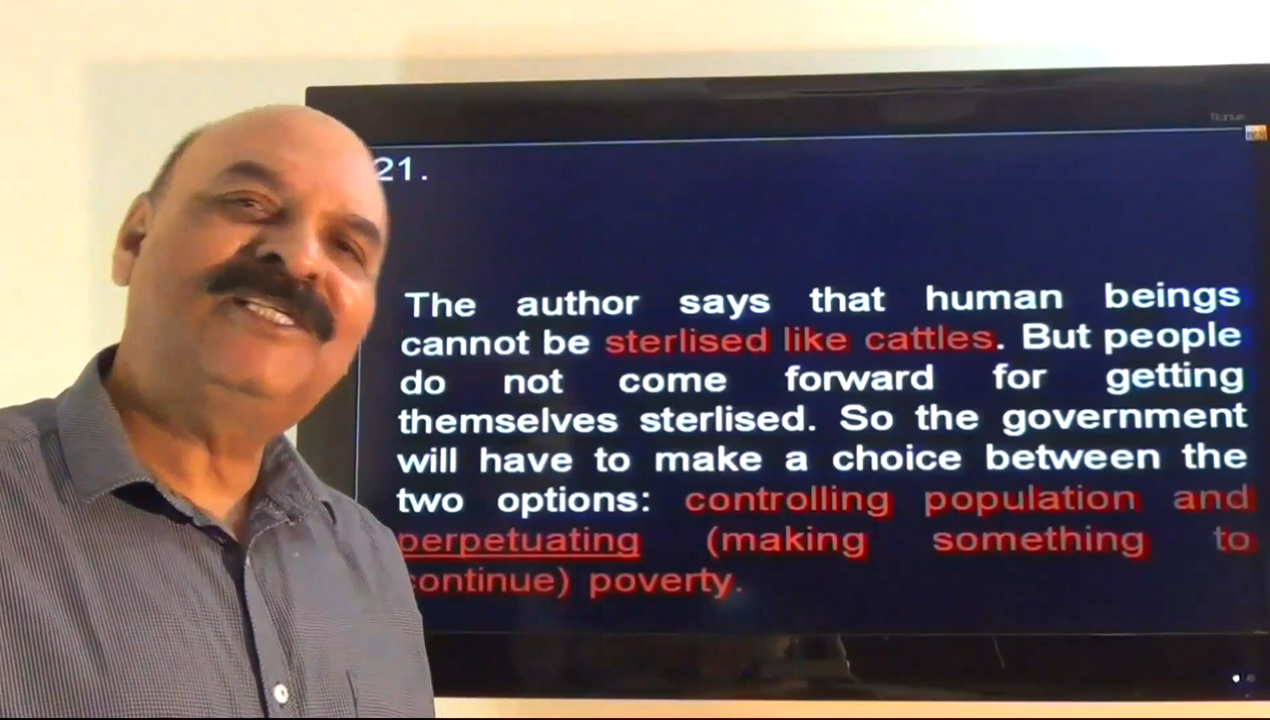 21.
The author says that human beings
cannot be sterlised like cattles. But people
do not come forward for getting
themselves sterlised. So the government
will have to make a choice between the
two options: controlling population and
perpetuating (making something to
continue) poverty.